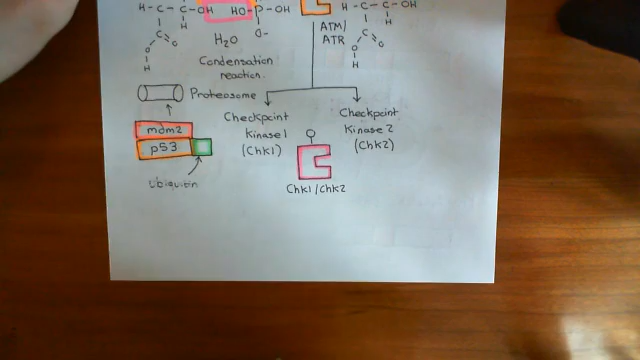 H-C-C-OH HO-P-OH
H
C
O
O
H
H2O
O-
Condensation
reaction.
ATM/
ATR
H-C-C-OH
H
C
O
O
H
Proteasome
mdm2
p53
Ubiquitin
Checkpoint
Kinase 1
(Chk1)
Checkpoint
Kinase 2
(Chk2)
Chk1/Chk2